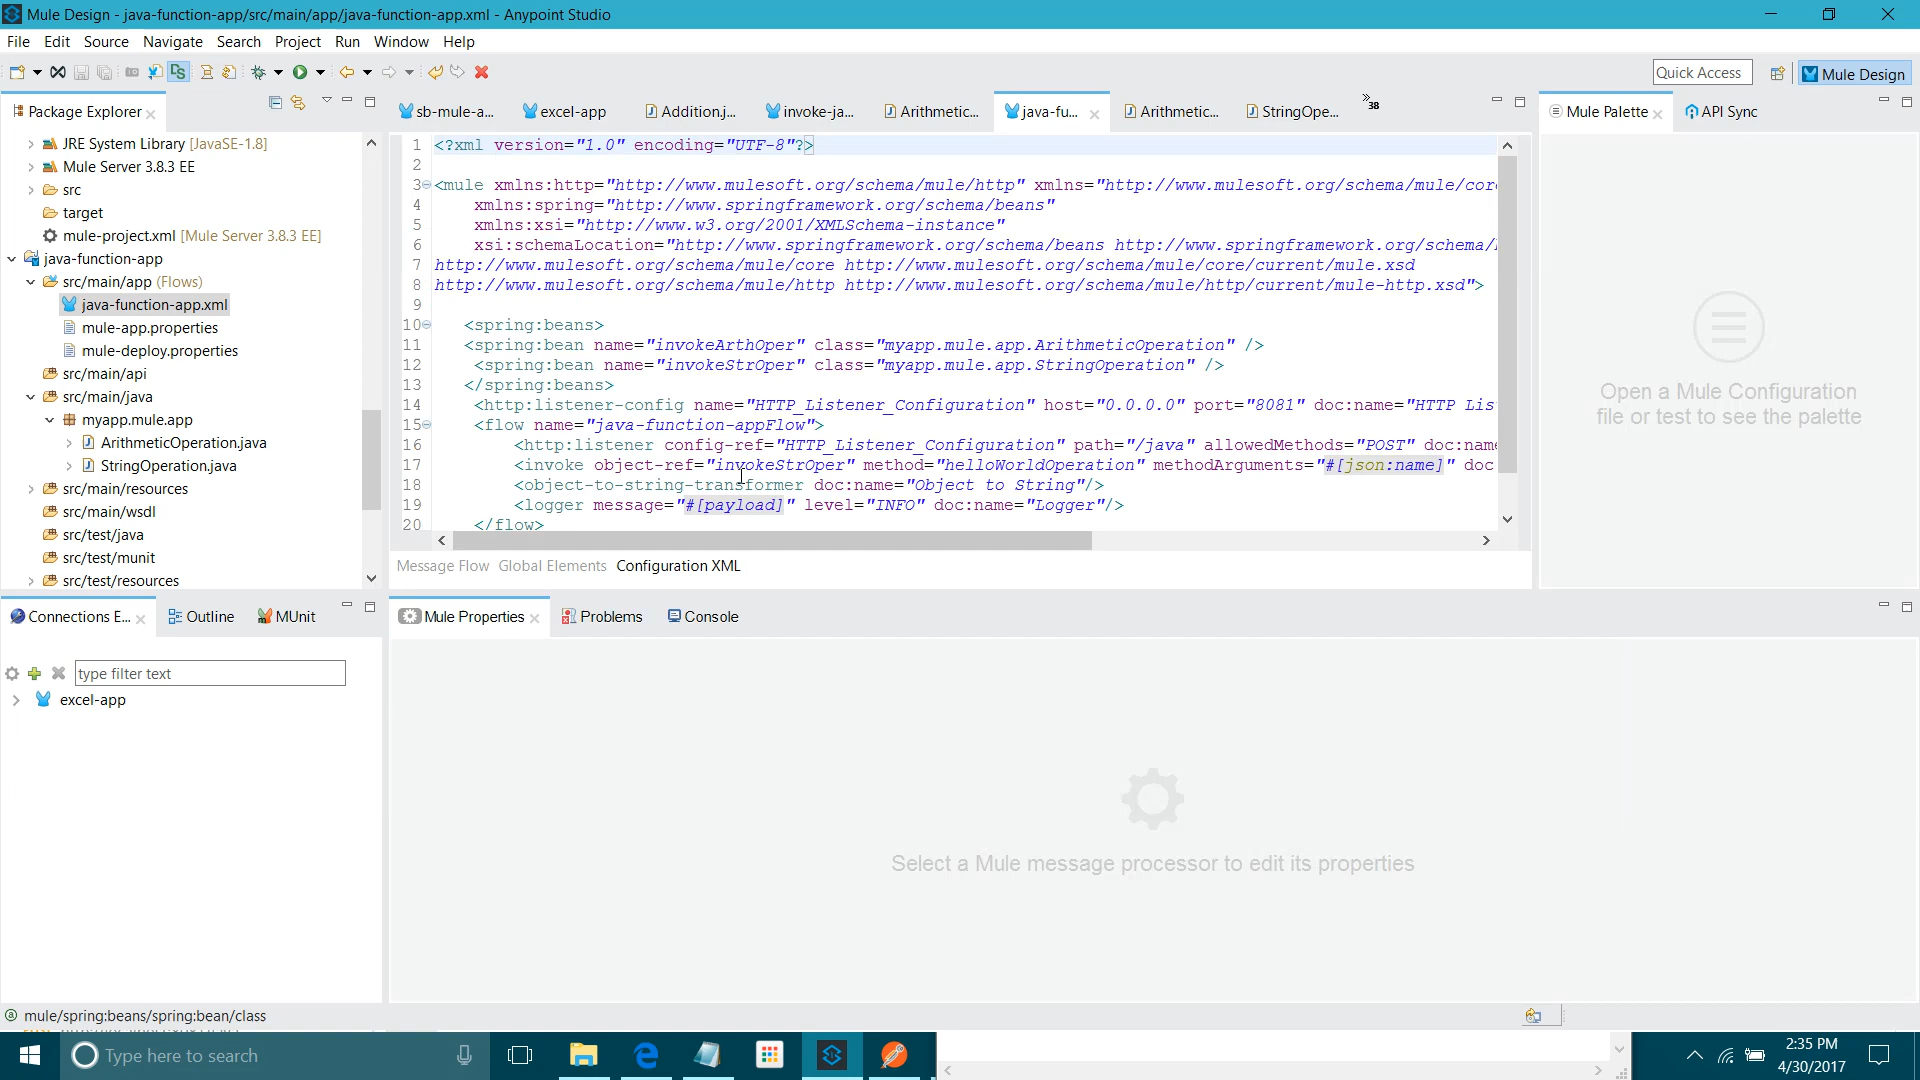 Mule Design - java-function-app/src/main/app/java-function-app.xml - Anypoint Studio
File Edit Source Navigate Search Project Run Window Help
Quick Access
Mule Design
Package Explorer
JRE System Library [JavaSE-1.8]
Mule Server 3.8.3 EE
src
target
mule-project.xml [Mule Server 3.8.3 EE]
java-function-app
src/main/app (Flows)
java-function-app.xml
mule-app.properties
mule-deploy.properties
src/main/api
src/main/java
myapp.mule.app
ArithmeticOperation.java
StringOperation.java
src/main/resources
src/main/wsdl
src/test/java
src/test/munit
src/test/resources
sb-mule-a... excel-app Addition.j... invoke-ja... Arithmetic... java-fu... Arithmetic... StringOpe... »38
1 <?xml version="1.0" encoding="UTF-8"?>
2
3 <mule xmlns:http="http://www.mulesoft.org/schema/mule/http" xmlns="http://www.mulesoft.org/schema/mule/cor
4 xmlns:spring="http://www.springframework.org/schema/beans"
5 xmlns:xsi="http://www.w3.org/2001/XMLSchema-instance"
6 xsi:schemaLocation="http://www.springframework.org/schema/beans http://www.springframework.org/schema/
7 http://www.mulesoft.org/schema/mule/core http://www.mulesoft.org/schema/mule/core/current/mule.xsd
8 http://www.mulesoft.org/schema/mule/http http://www.mulesoft.org/schema/mule/http/current/mule-http.xsd">
9
10 <spring:beans>
11 <spring:bean name="invokeArthOper" class="myapp.mule.app.ArithmeticOperation" />
12 <spring:bean name="invokeStrOper" class="myapp.mule.app.StringOperation" />
13 </spring:beans>
14 <http:listener-config name="HTTP_Listener_Configuration" host="0.0.0.0" port="8081" doc:name="HTTP Lis
15 <flow name="java-function-appFlow">
16 <http:listener config-ref="HTTP_Listener_Configuration" path="/java" allowedMethods="POST" doc:name
17 <invoke object-ref="invokeStrOper" method="helloWorldOperation" methodArguments="#[json:name]" doc
18 <object-to-string-transformer doc:name="Object to String"/>
19 <logger message="#[payload]" level="INFO" doc:name="Logger"/>
20 </flow>
Message Flow Global Elements Configuration XML
Mule Palette API Sync
Open a Mule Configuration
file or test to see the palette
Connections E... Outline MUnit
type filter text
excel-app
Mule Properties Problems Console
Select a Mule message processor to edit its properties
mule/spring:beans/spring:bean/class
Type here to search
2:35 PM
4/30/2017